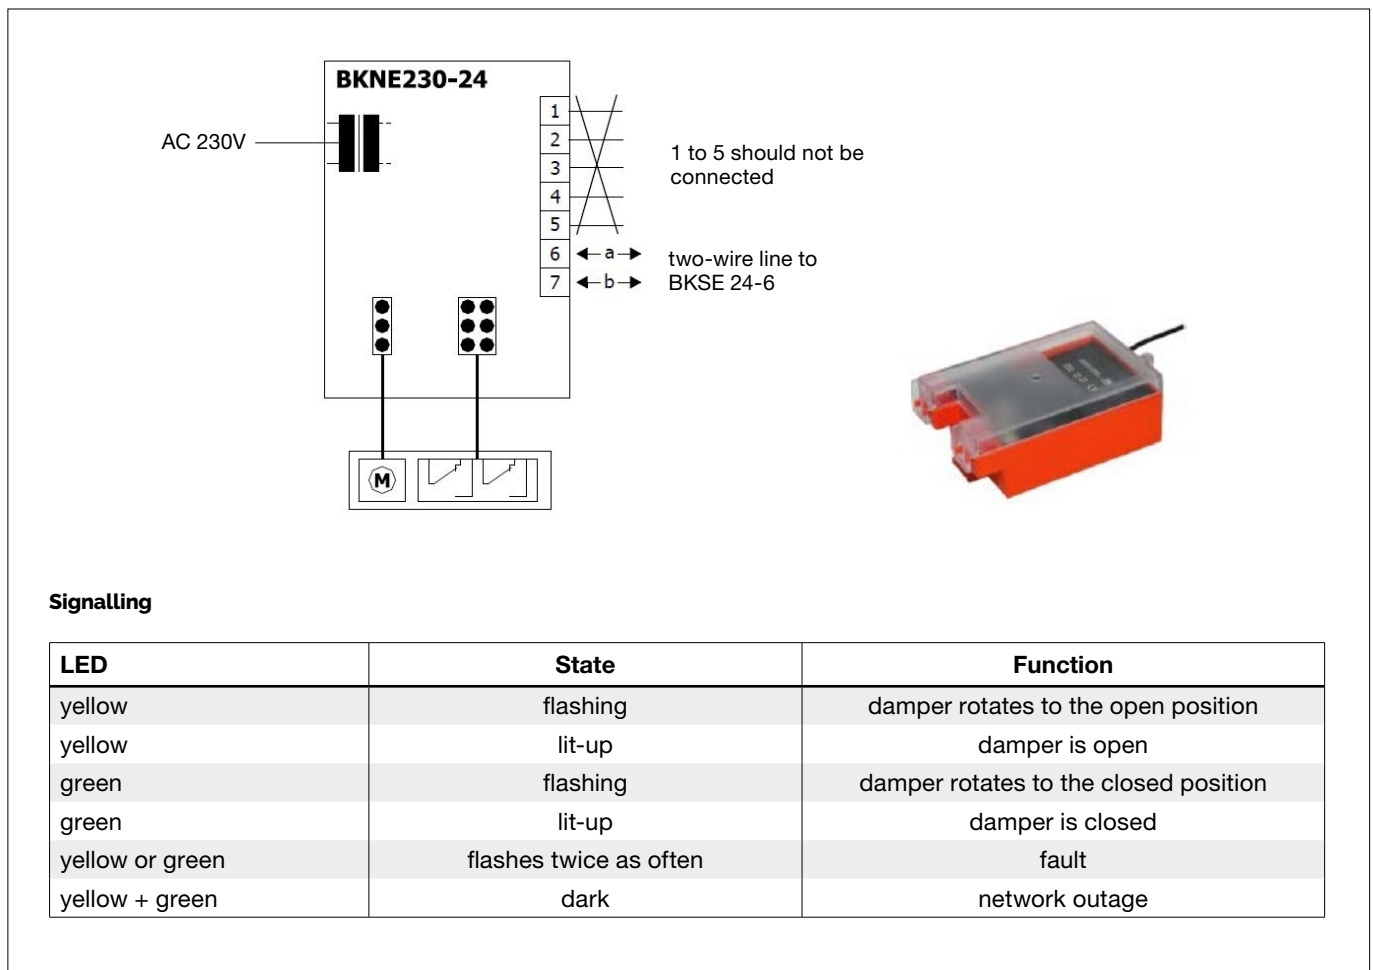 BKNE230-24
AC 230V
1
2
3
4
5
6
7
1 to 5 should not be
connected
a
b
two-wire line to
BKSE 24-6
M
Signalling
LED State Function
yellow flashing damper rotates to the open position
yellow lit-up damper is open
green flashing damper rotates to the closed position
green lit-up damper is closed
yellow or green flashes twice as often fault
yellow + green dark network outage